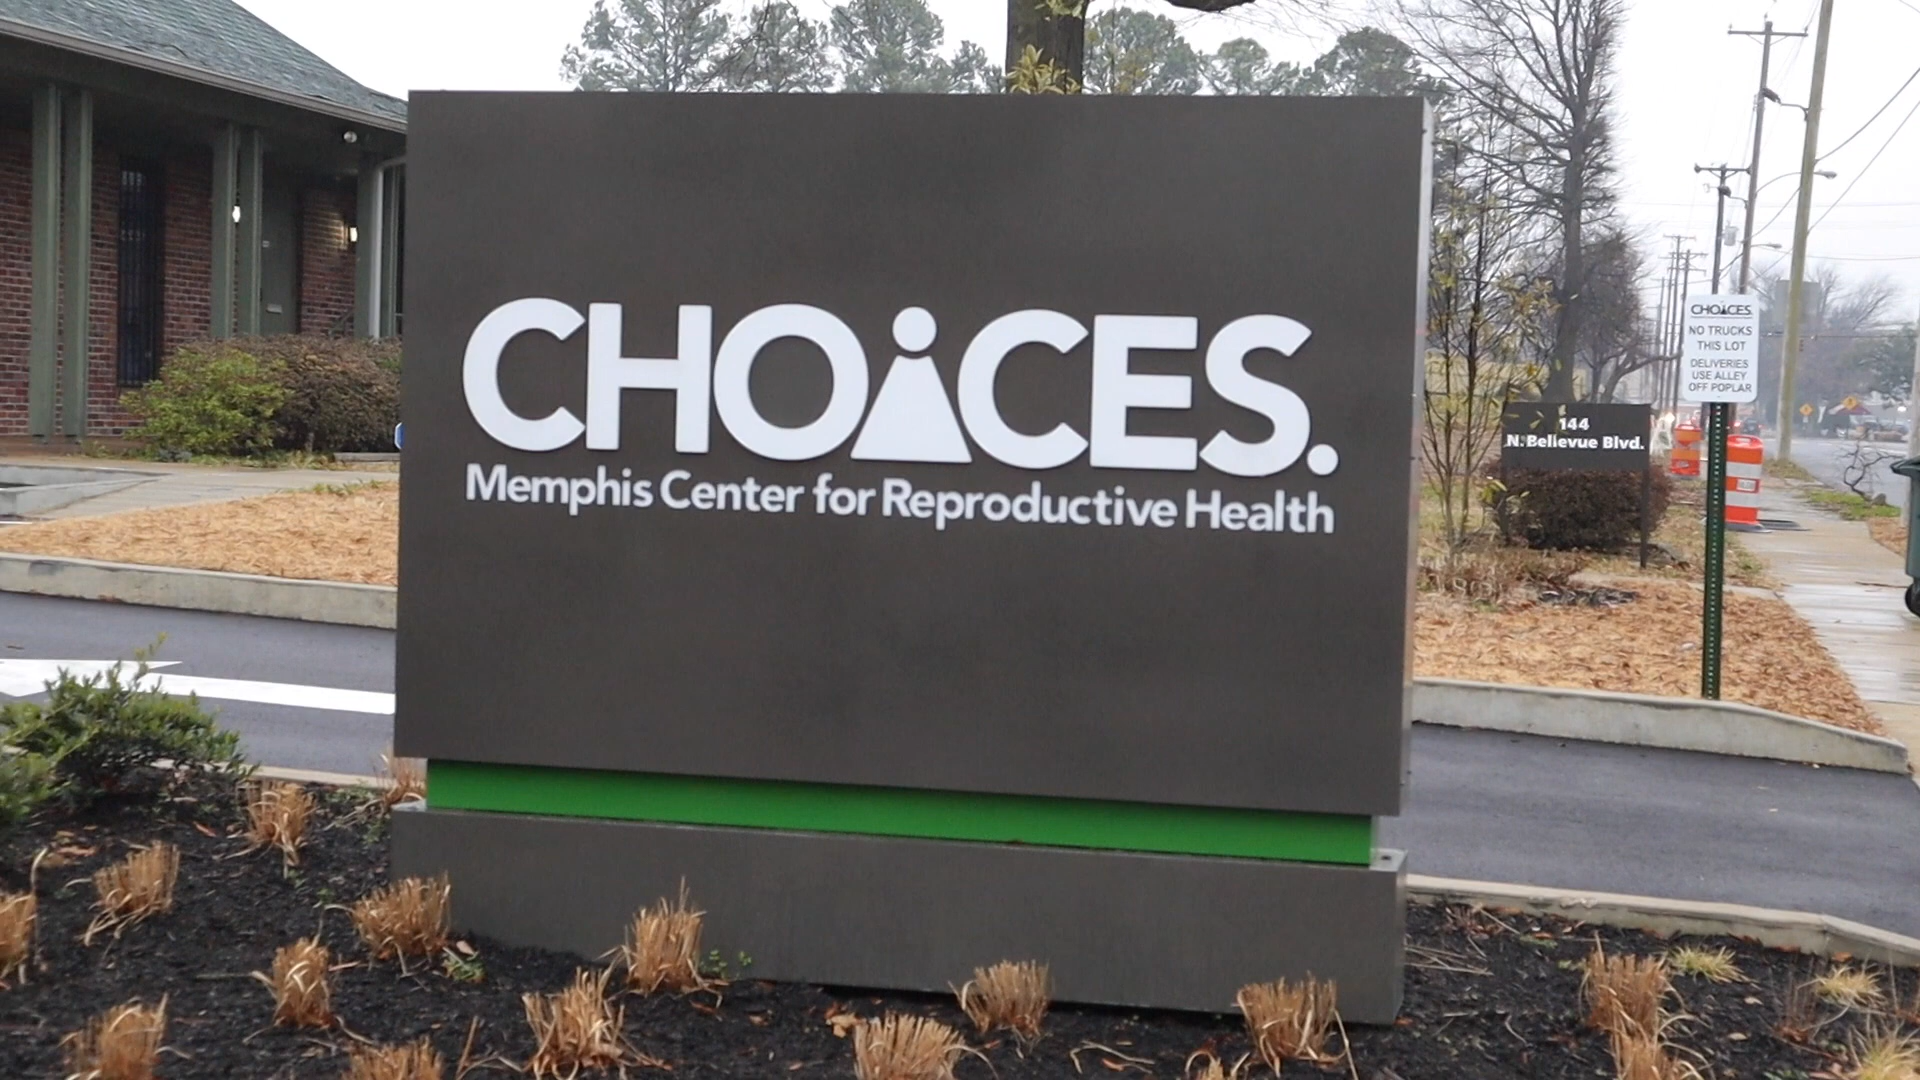 CHOICES.
Memphis Center for Reproductive Health
CHOICES.
NO TRUCKS
THIS LOT
DELIVERIES
USE ALLEY
OFF POPLAR
144
N. Bellevue Blvd.